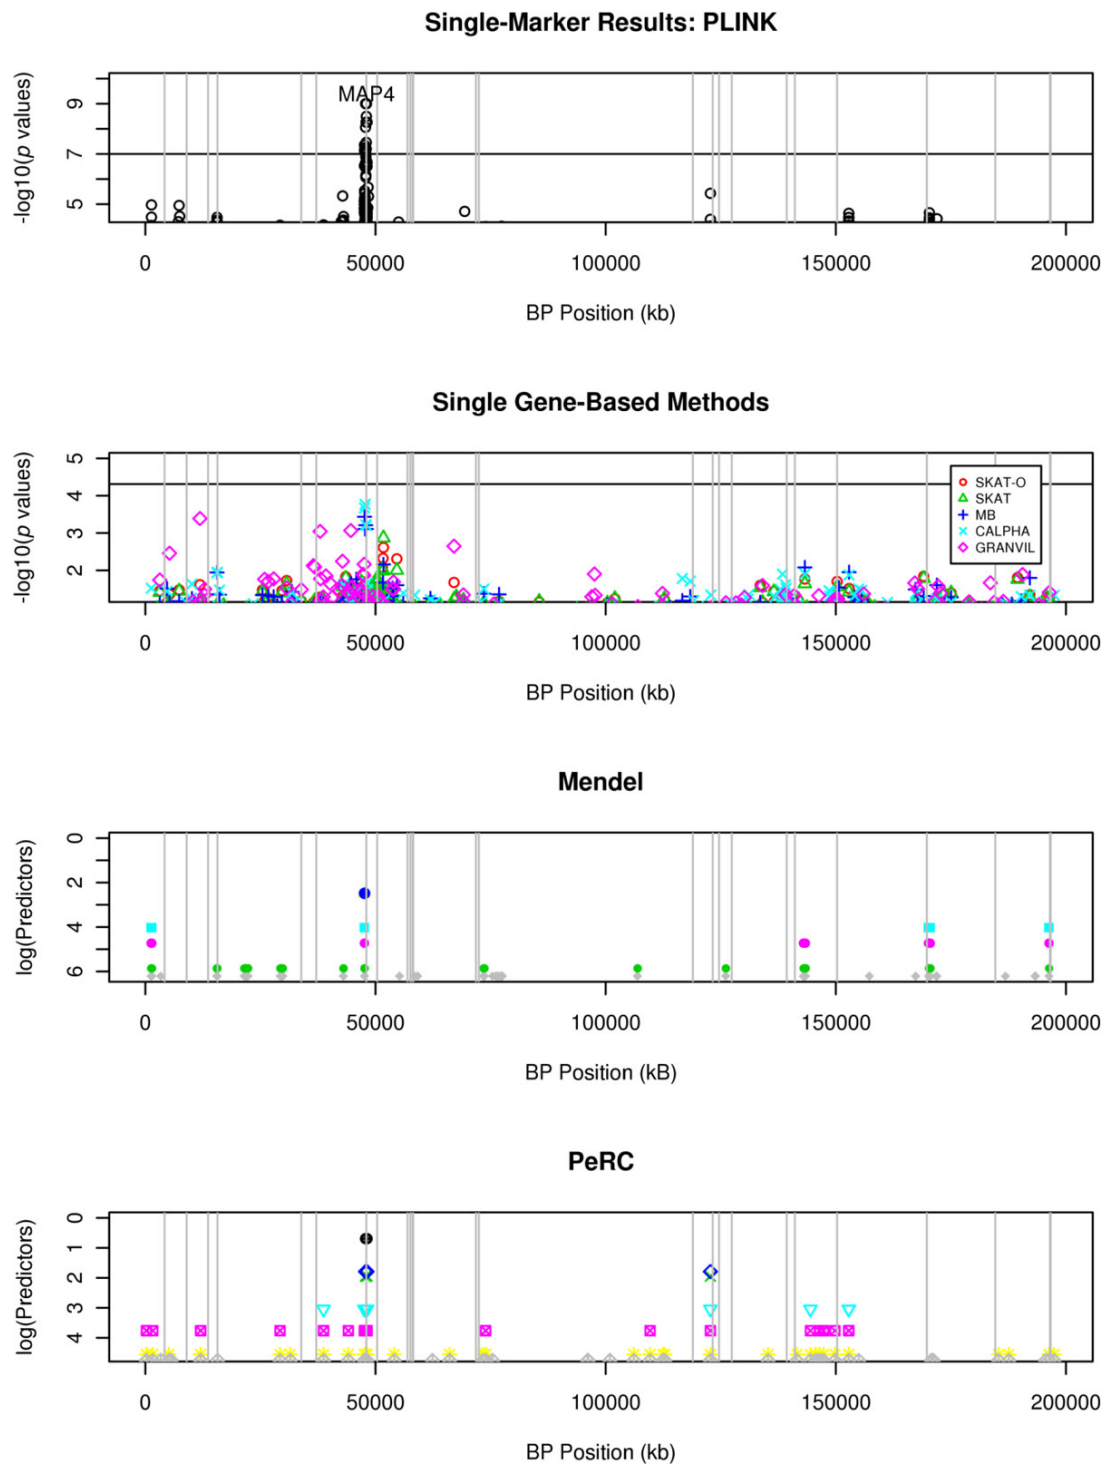 Single-Marker Results: PLINK
-log10(p values)
9
7
5
MAP4
0 50000 100000 150000 200000
BP Position (kb)
Single Gene-Based Methods
-log10(p values)
5
4
3
2
SKAT-O
SKAT
MB
CALPHA
GRANVIL
0 50000 100000 150000 200000
BP Position (kb)
Mendel
log(Predictors)
0
2
4
6
0 50000 100000 150000 200000
BP Position (kB)
PeRC
log(Predictors)
0
1
2
3
4
0 50000 100000 150000 200000
BP Position (kb)